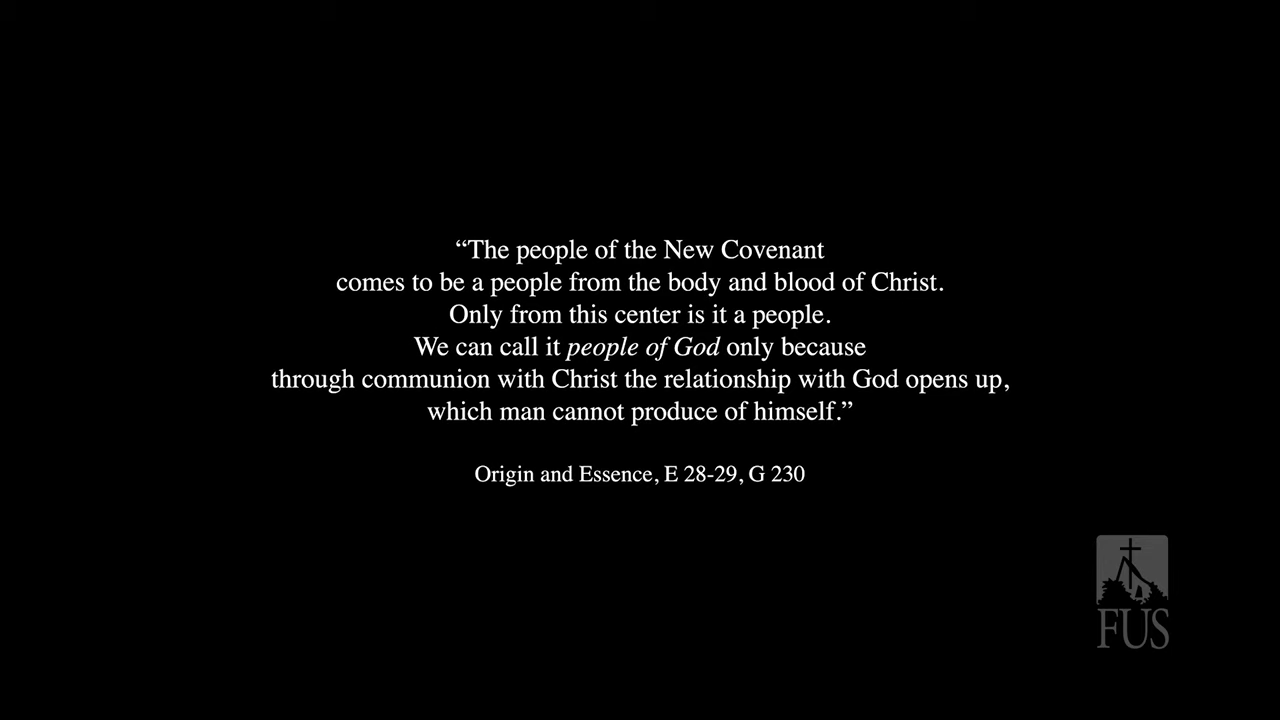 “The people of the New Covenant
comes to be a people from the body and blood of Christ.
Only from this center is it a people.
We can call it people of God only because
through communion with Christ the relationship with God opens up,
which man cannot produce of himself.”
Origin and Essence, E 28-29, G 230
FUS